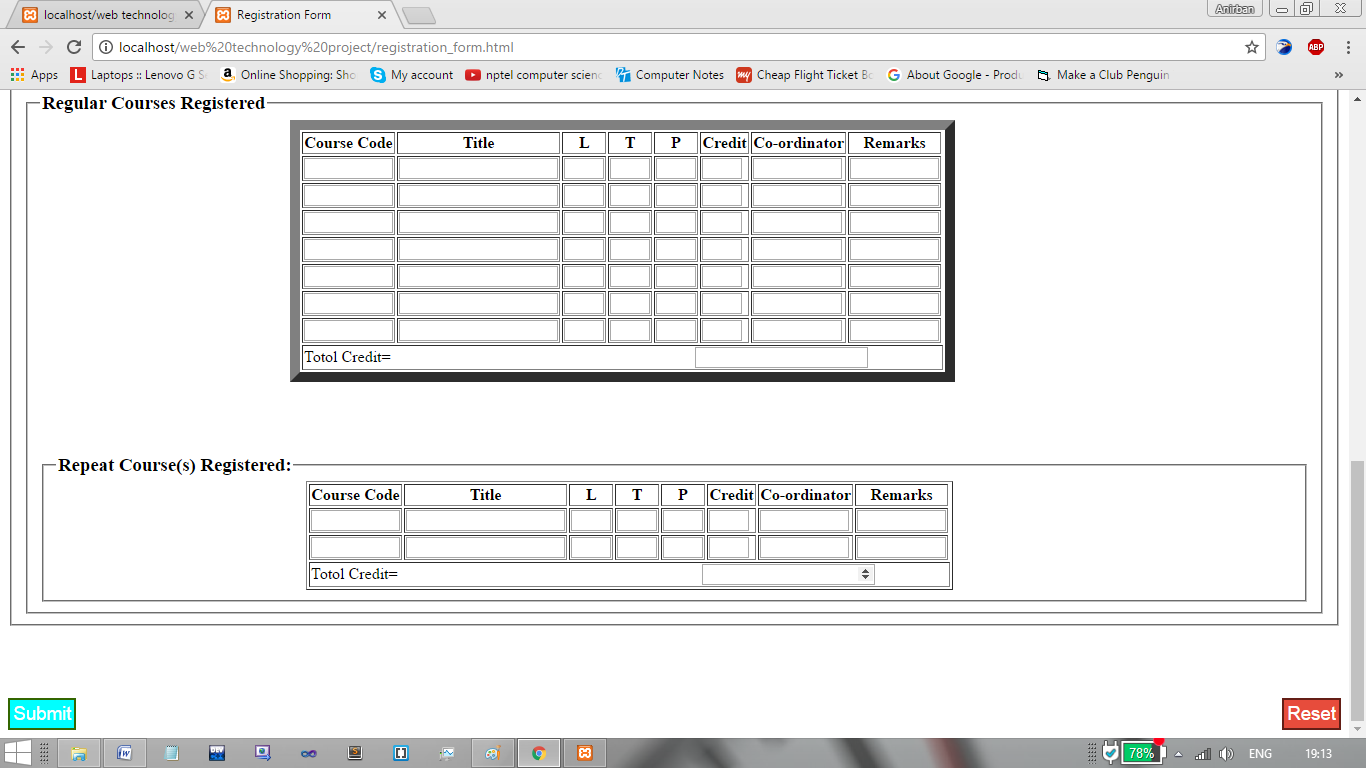 localhost/web technolog
Registration Form
Anirban
localhost/web%20technology%20project/registration_form.html
ABP
Apps
L Laptops :: Lenovo G S
a Online Shopping: Sho
S My account
nptel computer scienc
Computer Notes
my Cheap Flight Ticket Bo
G About Google - Produ
Make a Club Penguin
»
Regular Courses Registered
Course Code Title L T P Credit Co-ordinator Remarks
Totol Credit=
Repeat Course(s) Registered:
Course Code Title L T P Credit Co-ordinator Remarks
Totol Credit=
Submit Reset
78% ENG 19:13